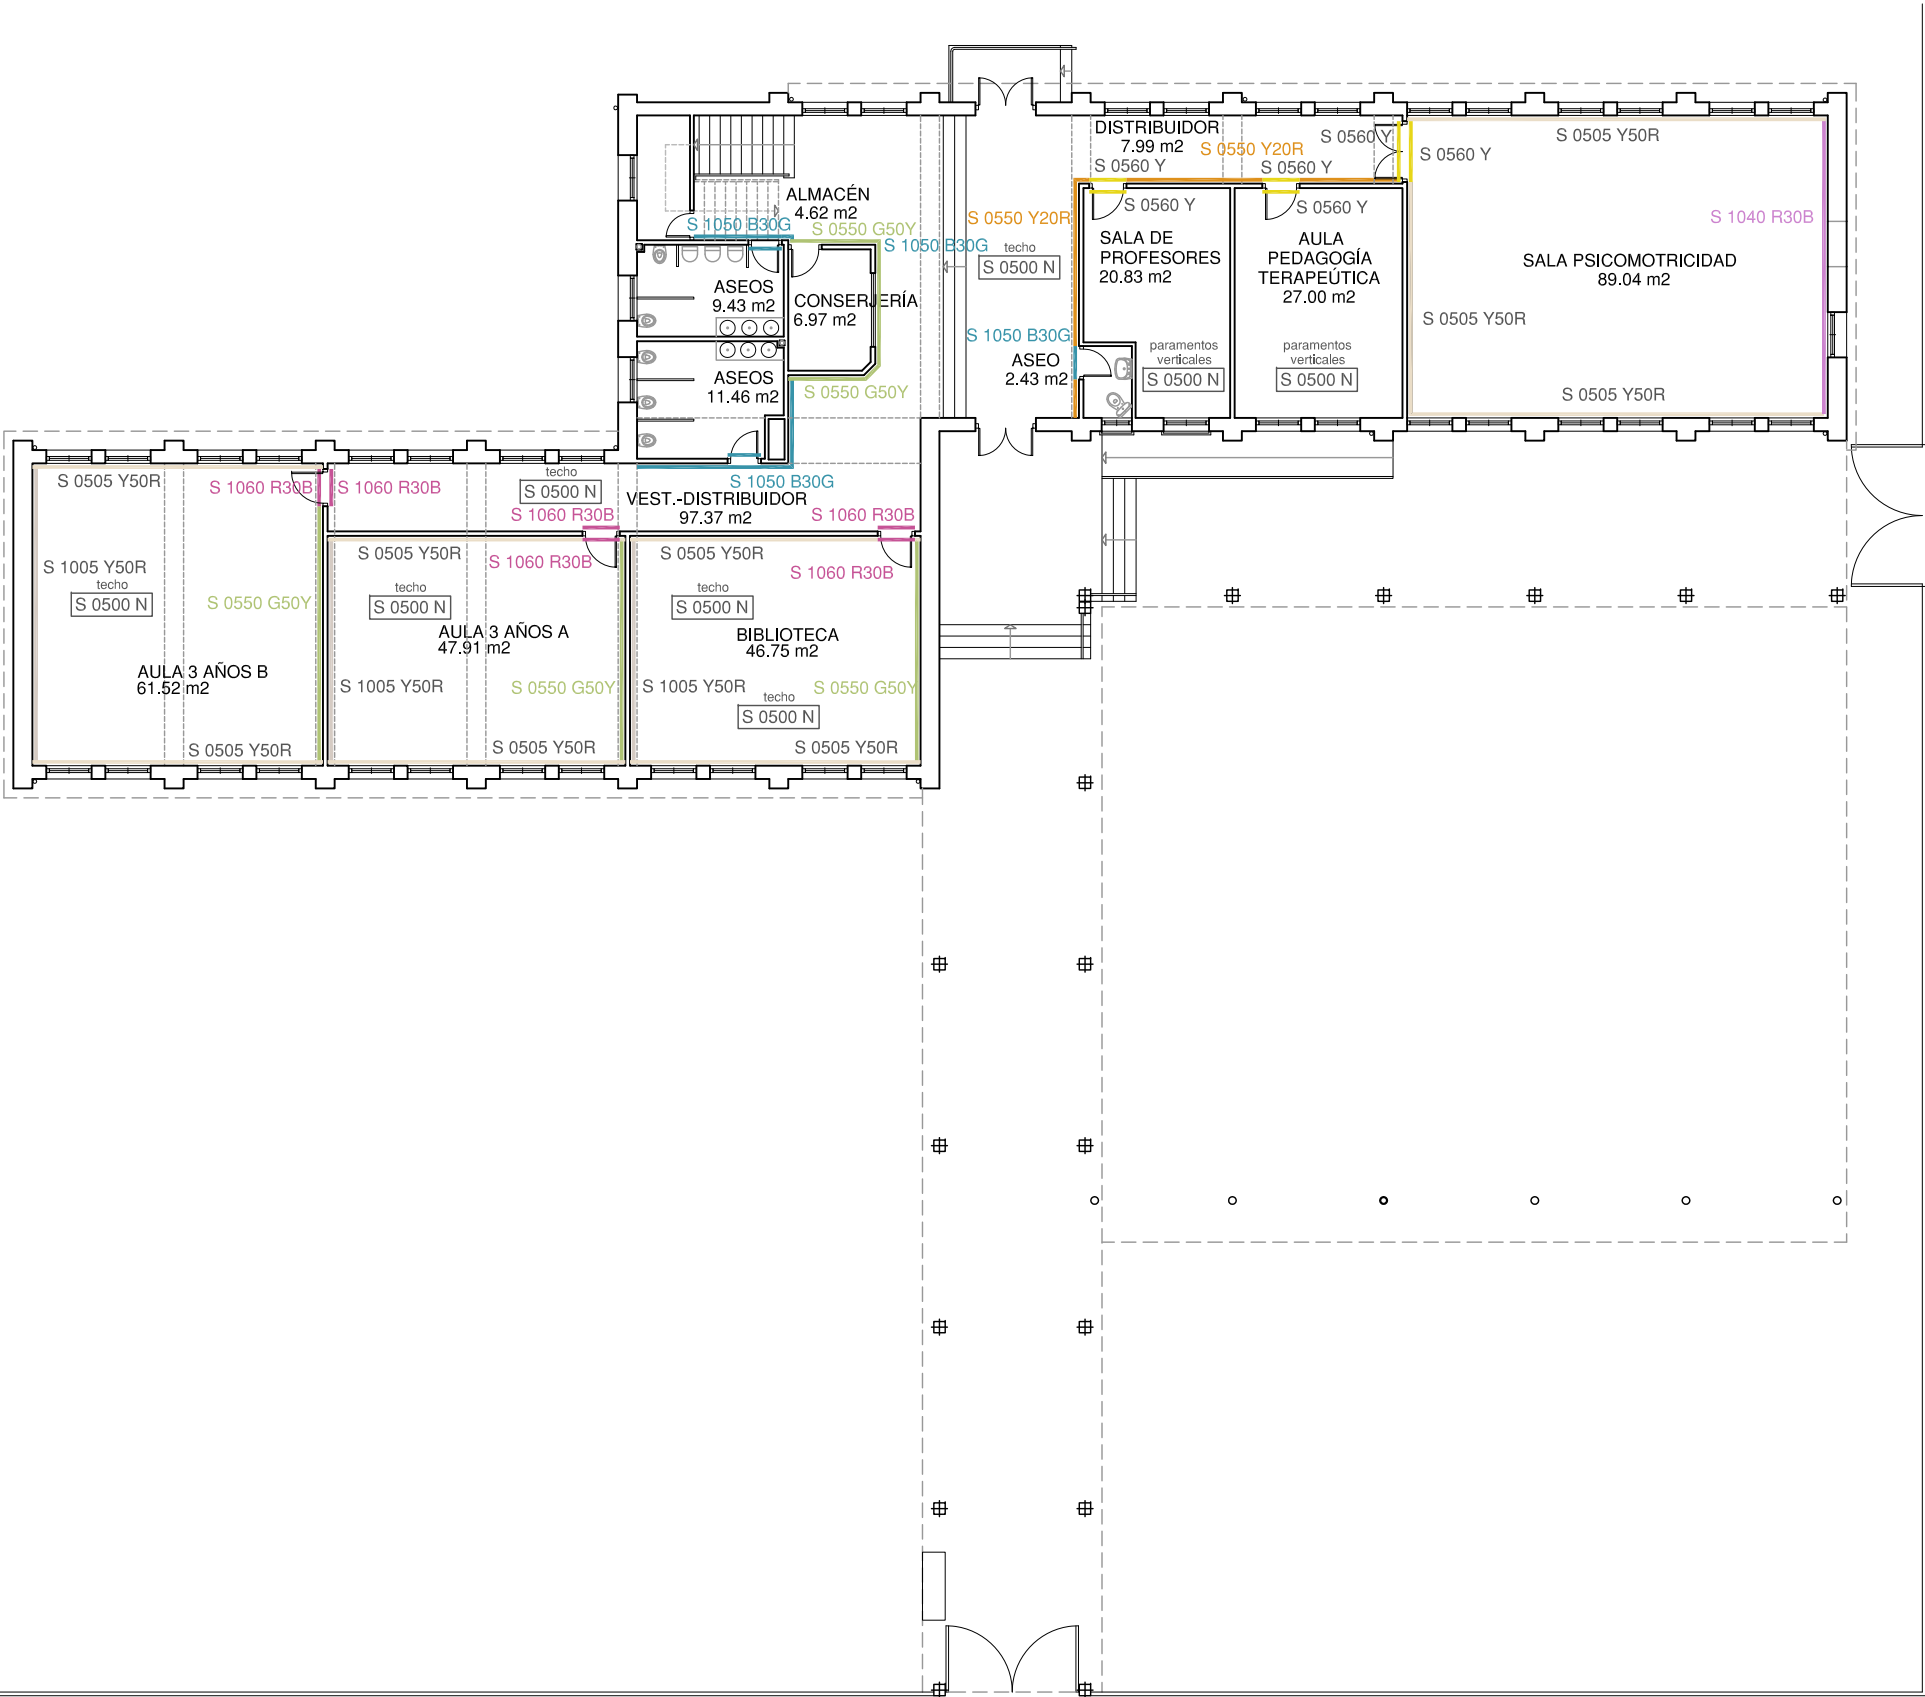 DISTRIBUIDOR
7.99 m2
S 0560 Y
S 0550 Y20R
S 0560 Y
S 0560 Y
S 0560 Y
S 0505 Y50R
ALMACÉN
4.62 m2
S 1050 B30G
S 0550 G50Y
S 1050 B30G
S 0550 Y20R
techo
S 0500 N
S 0560 Y
S 0560 Y
S 1040 R30B
SALA DE
PROFESORES
20.83 m2
AULA
PEDAGOGÍA
TERAPEÚTICA
27.00 m2
SALA PSICOMOTRICIDAD
89.04 m2
ASEOS
9.43 m2
CONSERJERÍA
6.97 m2
S 0505 Y50R
S 1050 B30G
ASEO
2.43 m2
paramentos
verticales
S 0500 N
paramentos
verticales
S 0500 N
ASEOS
11.46 m2
S 0550 G50Y
S 0505 Y50R
S 0505 Y50R
S 1060 R30B
S 1060 R30B
techo
S 0500 N
S 1050 B30G
VEST.-DISTRIBUIDOR
97.37 m2
S 1060 R30B
S 1060 R30B
S 0505 Y50R
S 1060 R30B
S 0505 Y50R
S 1060 R30B
S 1005 Y50R
techo
S 0500 N
S 0550 G50Y
techo
S 0500 N
techo
S 0500 N
AULA 3 AÑOS A
47.91 m2
BIBLIOTECA
46.75 m2
AULA 3 AÑOS B
61.52 m2
S 1005 Y50R
S 0550 G50Y
S 1005 Y50R
S 0550 G50Y
techo
S 0500 N
S 0505 Y50R
S 0505 Y50R
S 0505 Y50R